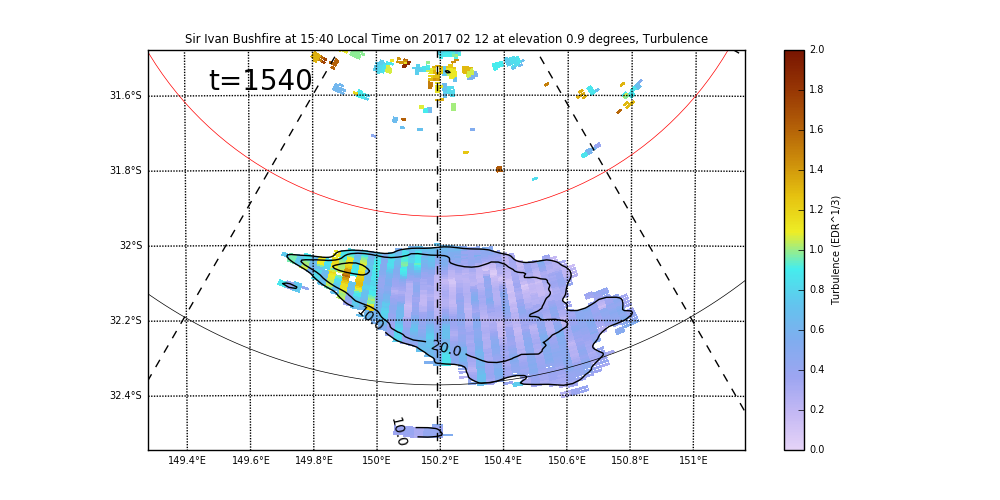 Sir Ivan Bushfire at 15:40 Local Time on 2017 02 12 at elevation 0.9 degrees, Turbulence
t=1540
31.6°S
31.8°S
32°S
32.2°S
32.4°S
149.4°E 149.6°E 149.8°E 150°E 150.2°E 150.4°E 150.6°E 150.8°E 151°E
10.0
20.0
10.0
2.0
1.8
1.6
1.4
1.2
1.0
0.8
0.6
0.4
0.2
0.0
Turbulence (EDR^1/3)